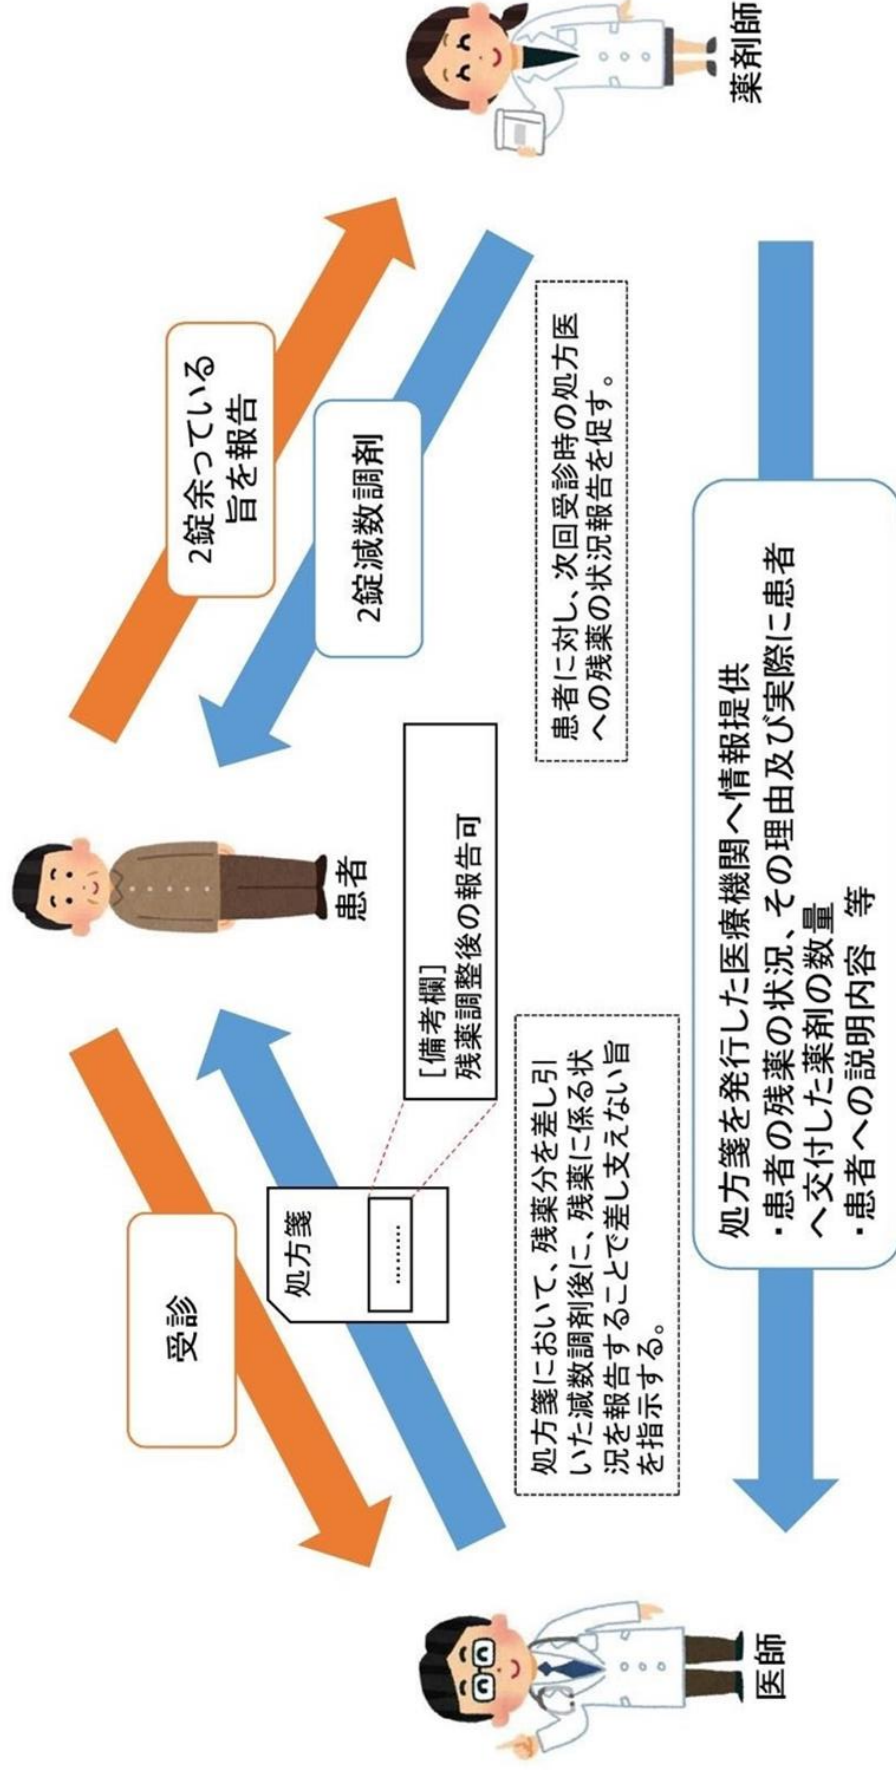 患者
受診
2錠余っている
旨を報告
処方箋
………
2錠減数調剤
[備考欄]
残薬調整後の報告可
医師
薬剤師
処方箋において、残薬分を差し引
いた減数調剤後に、残薬に係る状
況を報告することで差し支えない旨
を指示する。
患者に対し、次回受診時の処方医
への残薬の状況報告を促す。
処方箋を発行した医療機関へ情報提供
・患者の残薬の状況、その理由及び実際に患者
へ交付した薬剤の数量
・患者への説明内容　等